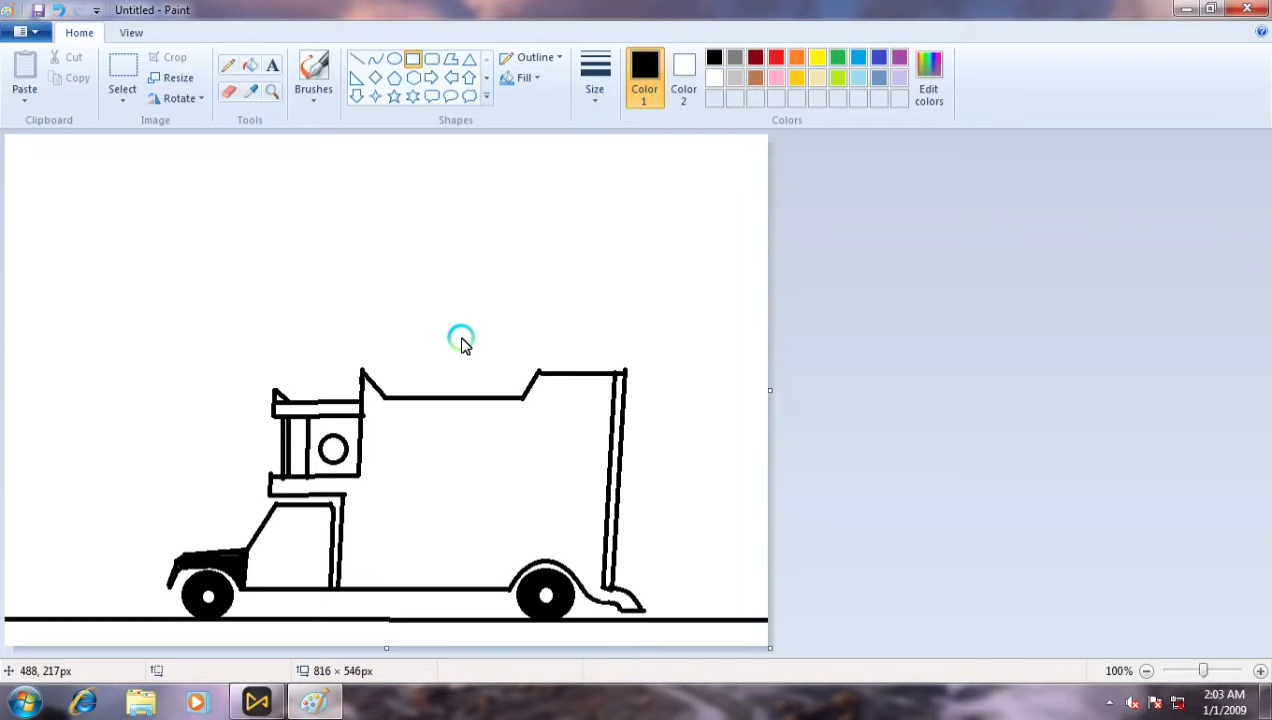 Untitled - Paint
Home View
Paste
Cut
Copy
Select
Crop
Resize
Rotate
A
Brushes
Outline
Fill
Size
Color 1
Color 2
Edit colors
Clipboard Image Tools Shapes Colors
488, 217px
816 × 546px
100%
2:03 AM
1/1/2009